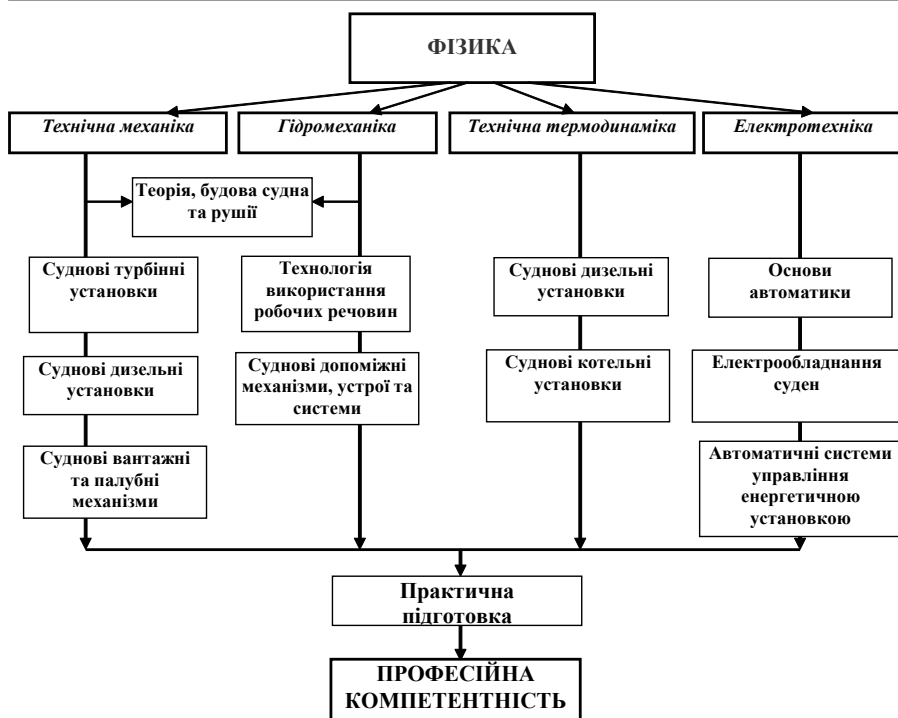 ФІЗИКА
Технічна механіка
Гідромеханіка
Технічна термодинаміка
Електротехніка
Теорія, будова судна
та рушії
Суднові турбінні
установки
Технологія
використання
робочих речовин
Суднові дизельні
установки
Основи
автоматики
Суднові дизельні
установки
Суднові допоміжні
механізми, устрої та
системи
Суднові котельні
установки
Електрообладнання
суден
Суднові вантажні
та палубні
механізми
Автоматичні системи
управління
енергетичною
установкою
Практична
підготовка
ПРОФЕСІЙНА
КОМПЕТЕНТНІСТЬ